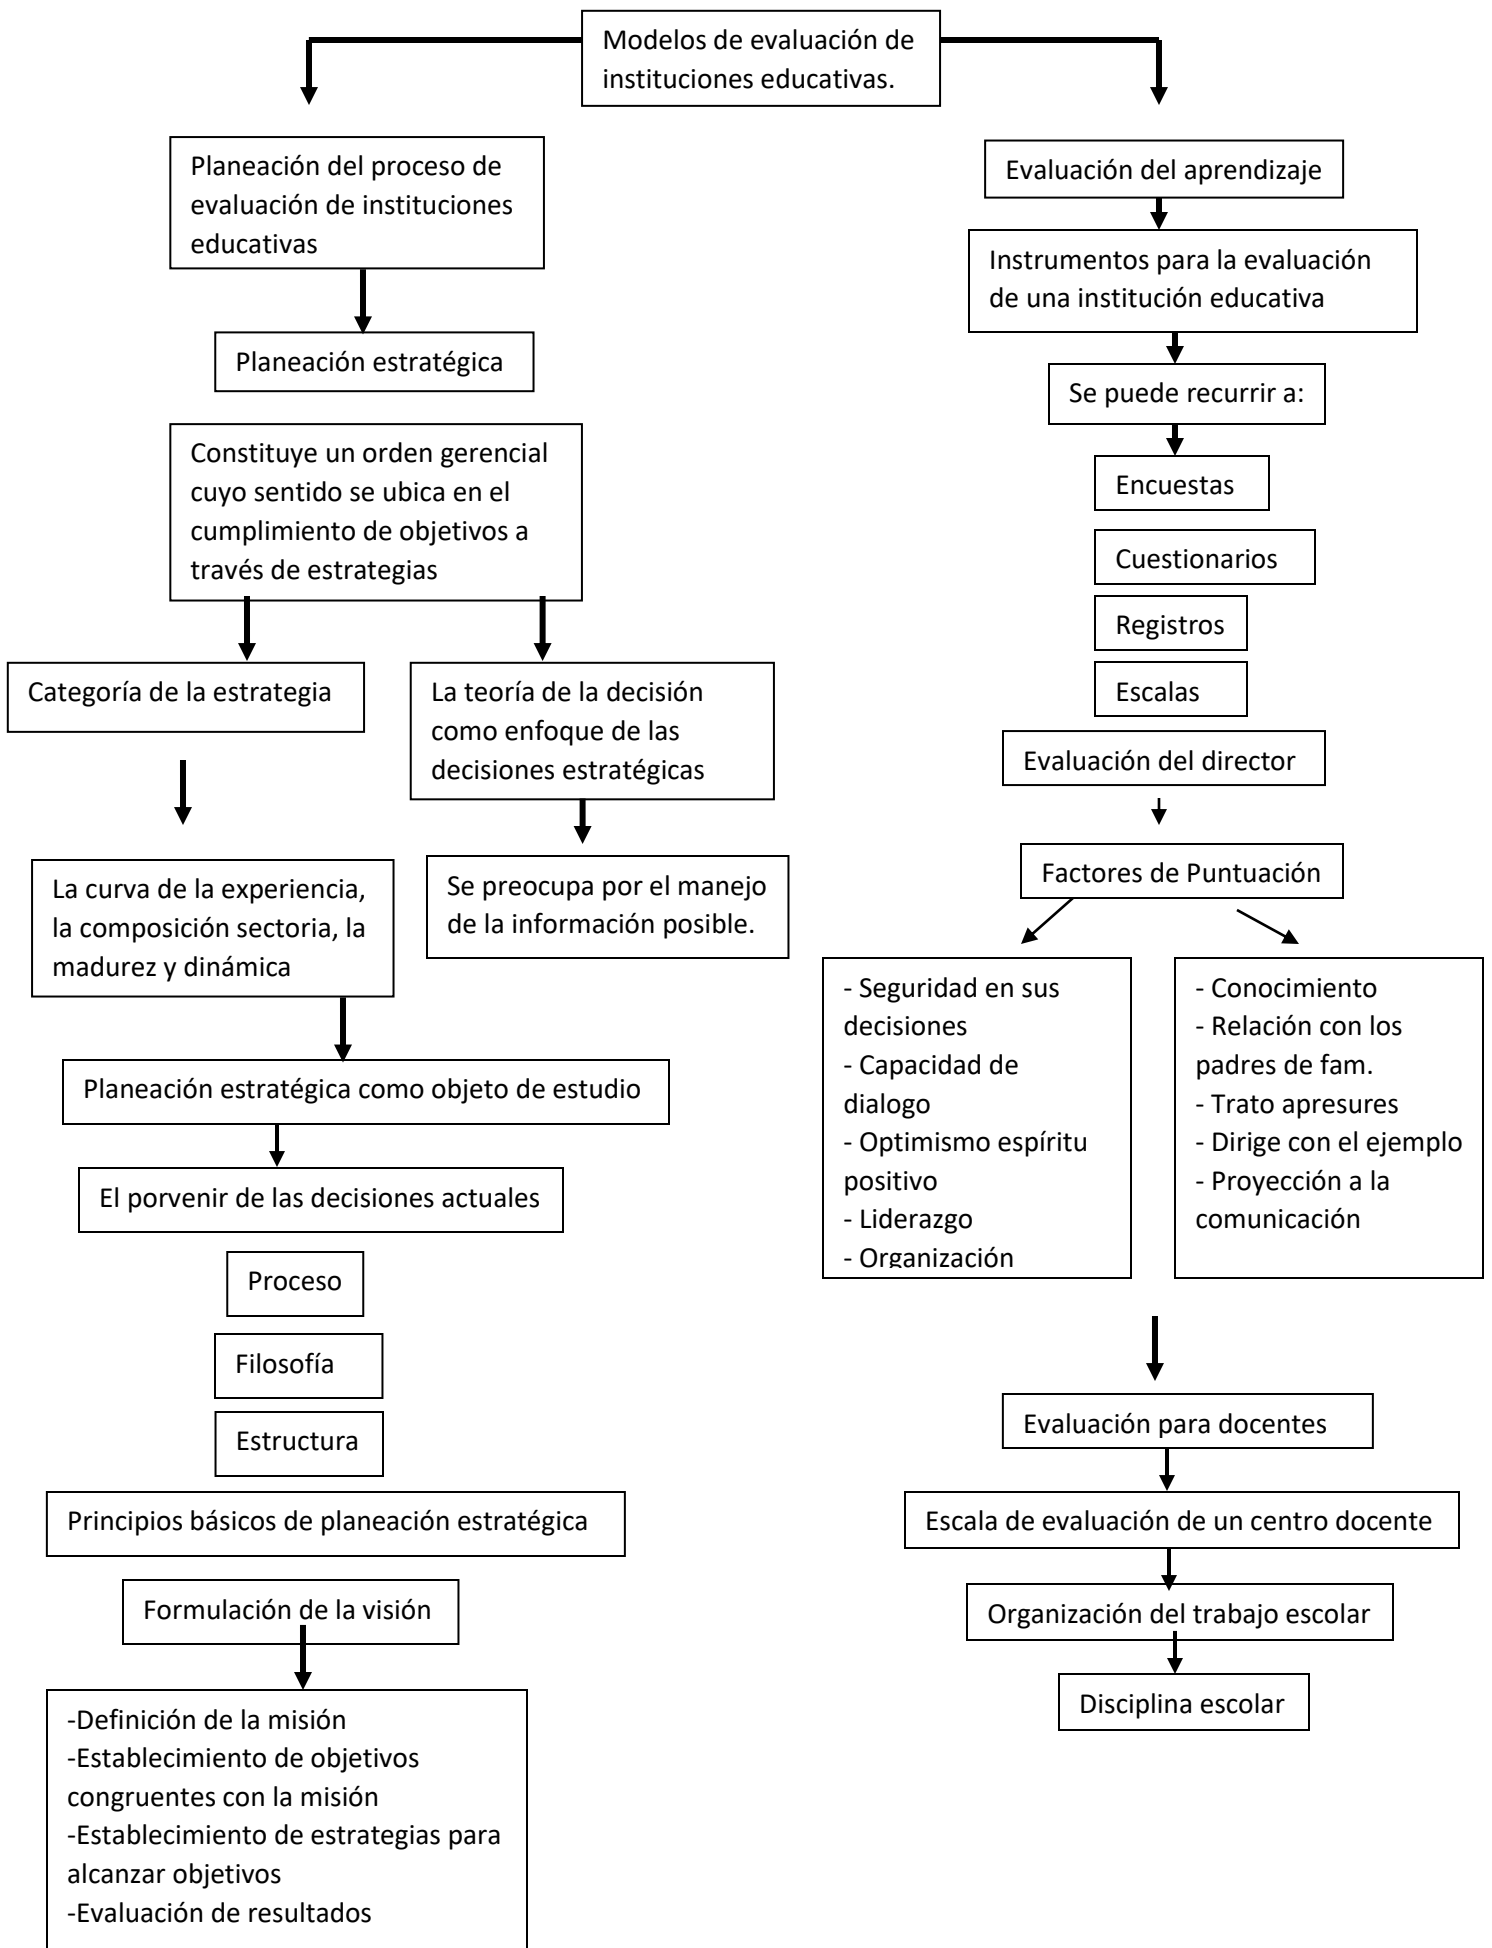 Modelos de evaluación de
instituciones educativas.
Planeación del proceso de
evaluación de instituciones
educativas
Planeación estratégica
Constituye un orden gerencial
cuyo sentido se ubica en el
cumplimiento de objetivos a
través de estrategias
Categoría de la estrategia
La teoría de la decisión
como enfoque de las
decisiones estratégicas
La curva de la experiencia,
la composición sectoria, la
madurez y dinámica
Se preocupa por el manejo
de la información posible.
Planeación estratégica como objeto de estudio
El porvenir de las decisiones actuales
Proceso
Filosofía
Estructura
Principios básicos de planeación estratégica
Formulación de la visión
-Definición de la misión
-Establecimiento de objetivos
congruentes con la misión
-Establecimiento de estrategias para
alcanzar objetivos
-Evaluación de resultados
Evaluación del aprendizaje
Instrumentos para la evaluación
de una institución educativa
Se puede recurrir a:
Encuestas
Cuestionarios
Registros
Escalas
Evaluación del director
Factores de Puntuación
- Seguridad en sus
decisiones
- Capacidad de
dialogo
- Optimismo espíritu
positivo
- Liderazgo
- Organización
- Conocimiento
- Relación con los
padres de fam.
- Trato apresures
- Dirige con el ejemplo
- Proyección a la
comunicación
Evaluación para docentes
Escala de evaluación de un centro docente
Organización del trabajo escolar
Disciplina escolar